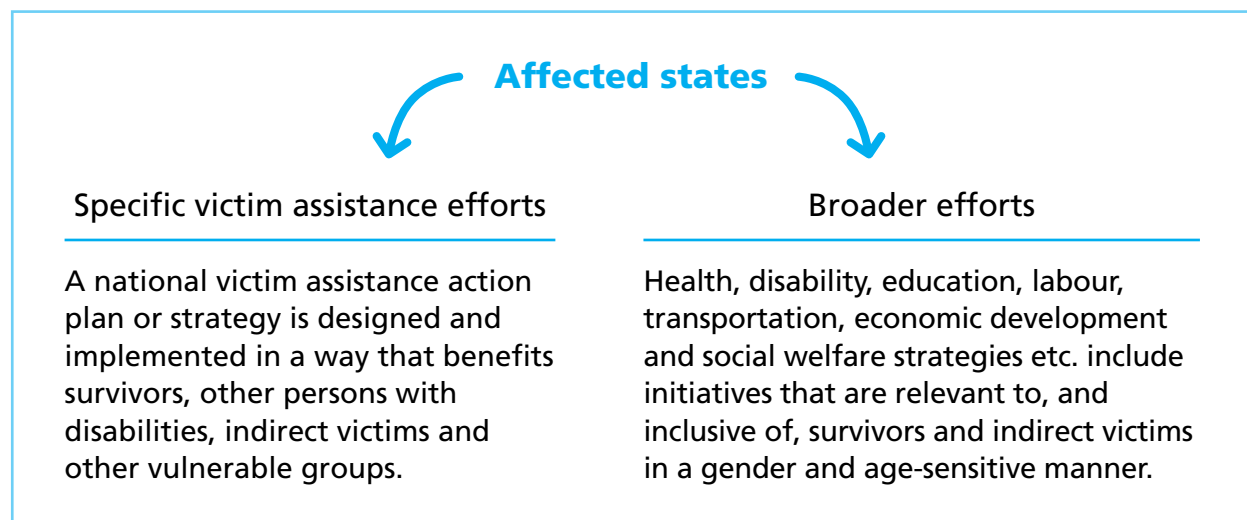 Affected states
Specific victim assistance efforts
A national victim assistance action
plan or strategy is designed and
implemented in a way that benefits
survivors, other persons with
disabilities, indirect victims and
other vulnerable groups.
Broader efforts
Health, disability, education, labour,
transportation, economic development
and social welfare strategies etc. include
initiatives that are relevant to, and
inclusive of, survivors and indirect victims
in a gender and age-sensitive manner.